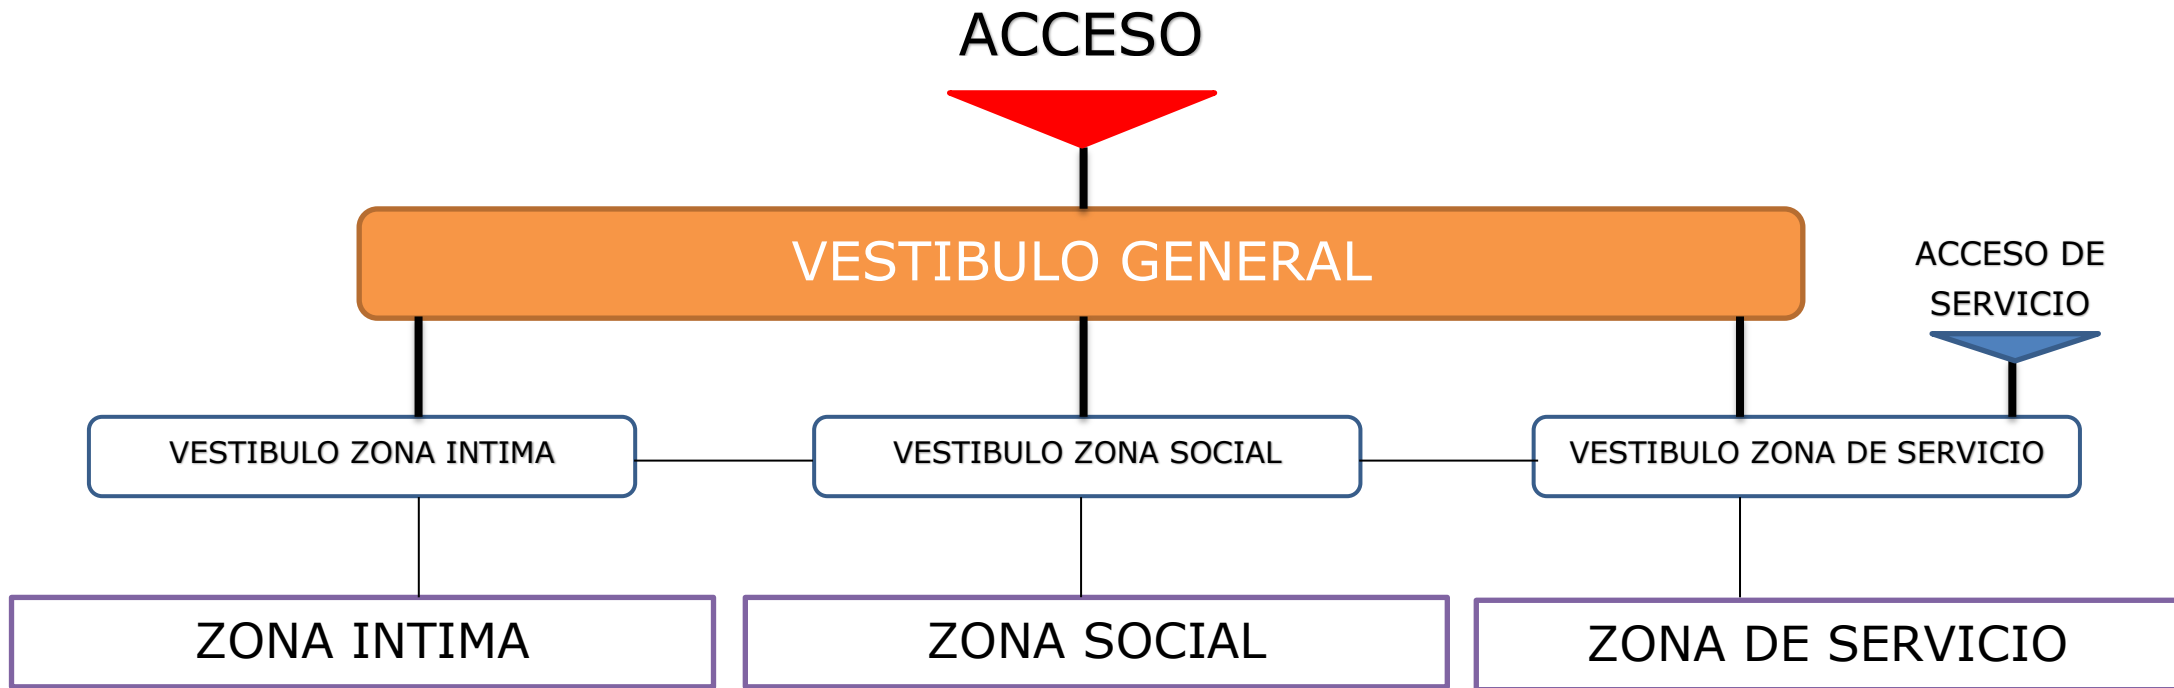 ACCESO
VESTIBULO GENERAL
ACCESO DE
SERVICIO
VESTIBULO ZONA INTIMA
VESTIBULO ZONA SOCIAL
VESTIBULO ZONA DE SERVICIO
ZONA INTIMA
ZONA SOCIAL
ZONA DE SERVICIO